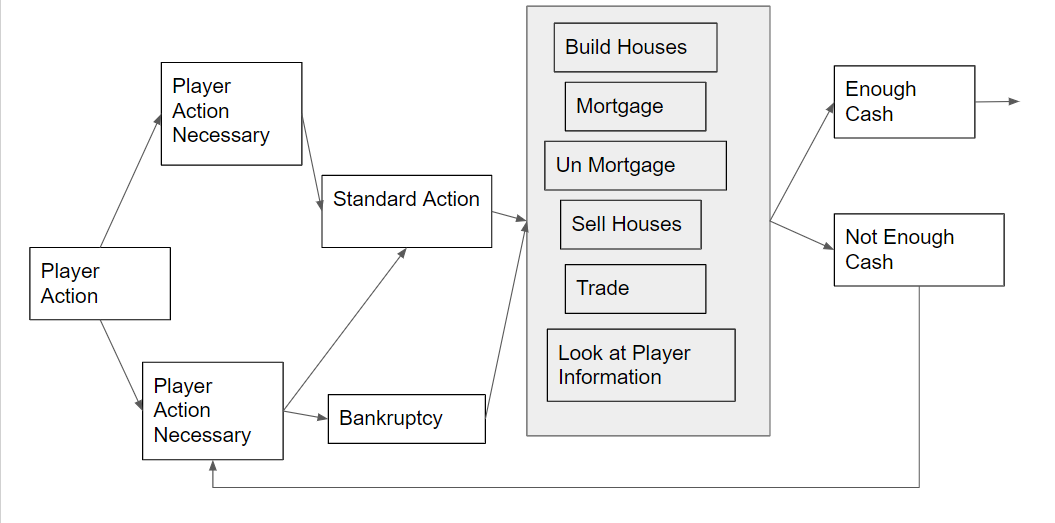 Player
Action
Player
Action
Necessary
Player
Action
Necessary
Standard Action
Bankruptcy
Build Houses
Mortgage
Un Mortgage
Sell Houses
Trade
Look at Player
Information
Enough
Cash
Not Enough
Cash